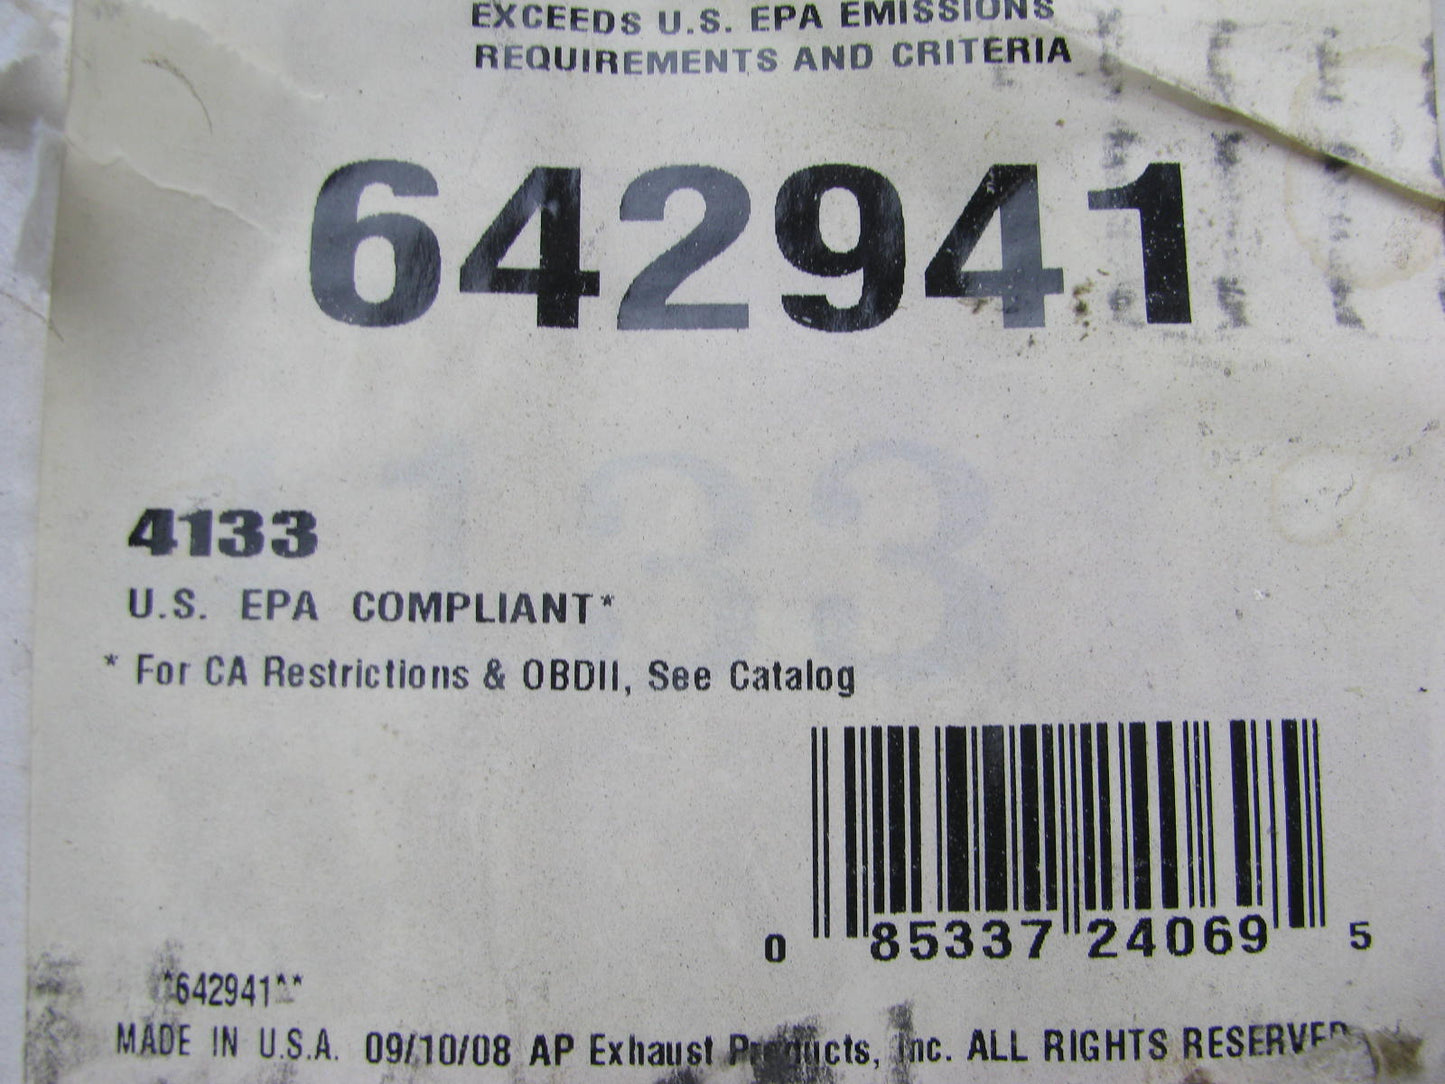 EXCEEDS U.S. EPA EMISSIONS
REQUIREMENTS AND CRITERIA
642941
4133
U.S. EPA COMPLIANT*
* For CA Restrictions & OBDII, See Catalog
0 85337 24069 5
*642941**
MADE IN U.S.A. 09/10/08 AP Exhaust Products, Inc. ALL RIGHTS RESERVED